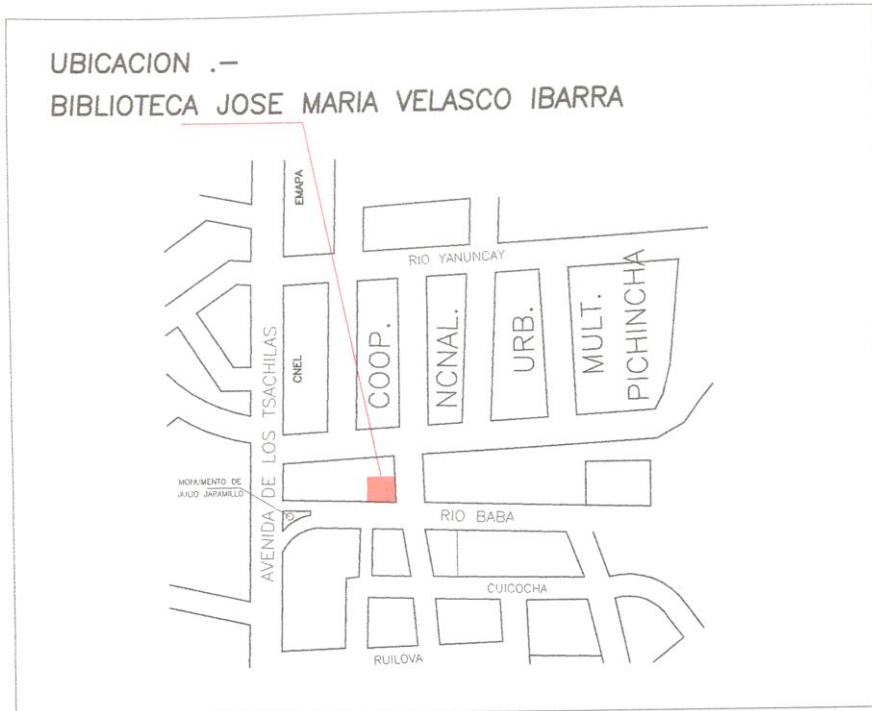 UBICACION .-
BIBLIOTECA JOSE MARIA VELASCO IBARRA
EMAPA
RIO YANUNCAY
AVENIDA DE LOS TSACHILAS
CNEL
COOP.
NCNAL.
URB.
MULT.
PICHINCHA
MONUMENTO DE
JULIO JARAMILLO
RIO BABA
CUICOCHA
RUILOVA